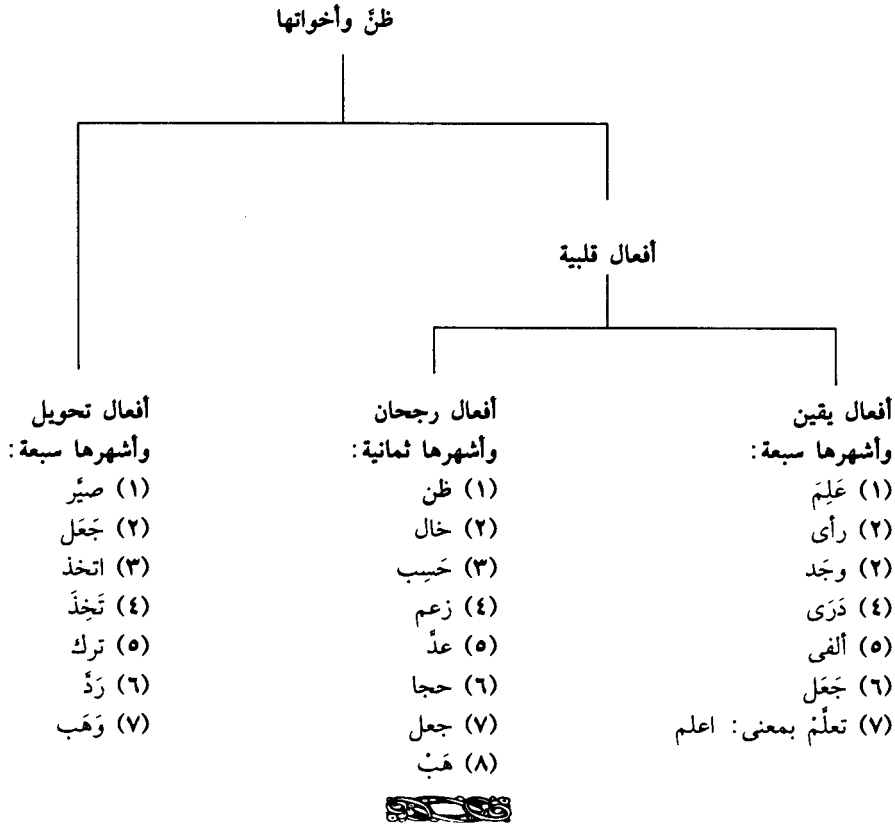 ظنَّ وأخواتها
أفعال قلبية
أفعال يقين
وأشهرها سبعة:
(١) عَلِمَ
(٢) رأى
(٢) وجَد
(٤) دَرَى
(٥) ألفى
(٦) جَعَل
(٧) تعلَّمْ بمعنى: اعلم
أفعال رجحان
وأشهرها ثمانية:
(١) ظن
(٢) خال
(٣) حَسِب
(٤) زعم
(٥) عدَّ
(٦) حجا
(٧) جعل
(٨) هَبْ
أفعال تحويل
وأشهرها سبعة:
(١) صيَّر
(٢) جَعَل
(٣) اتخذ
(٤) تَخِذَ
(٥) ترك
(٦) رَدَّ
(٧) وَهَب